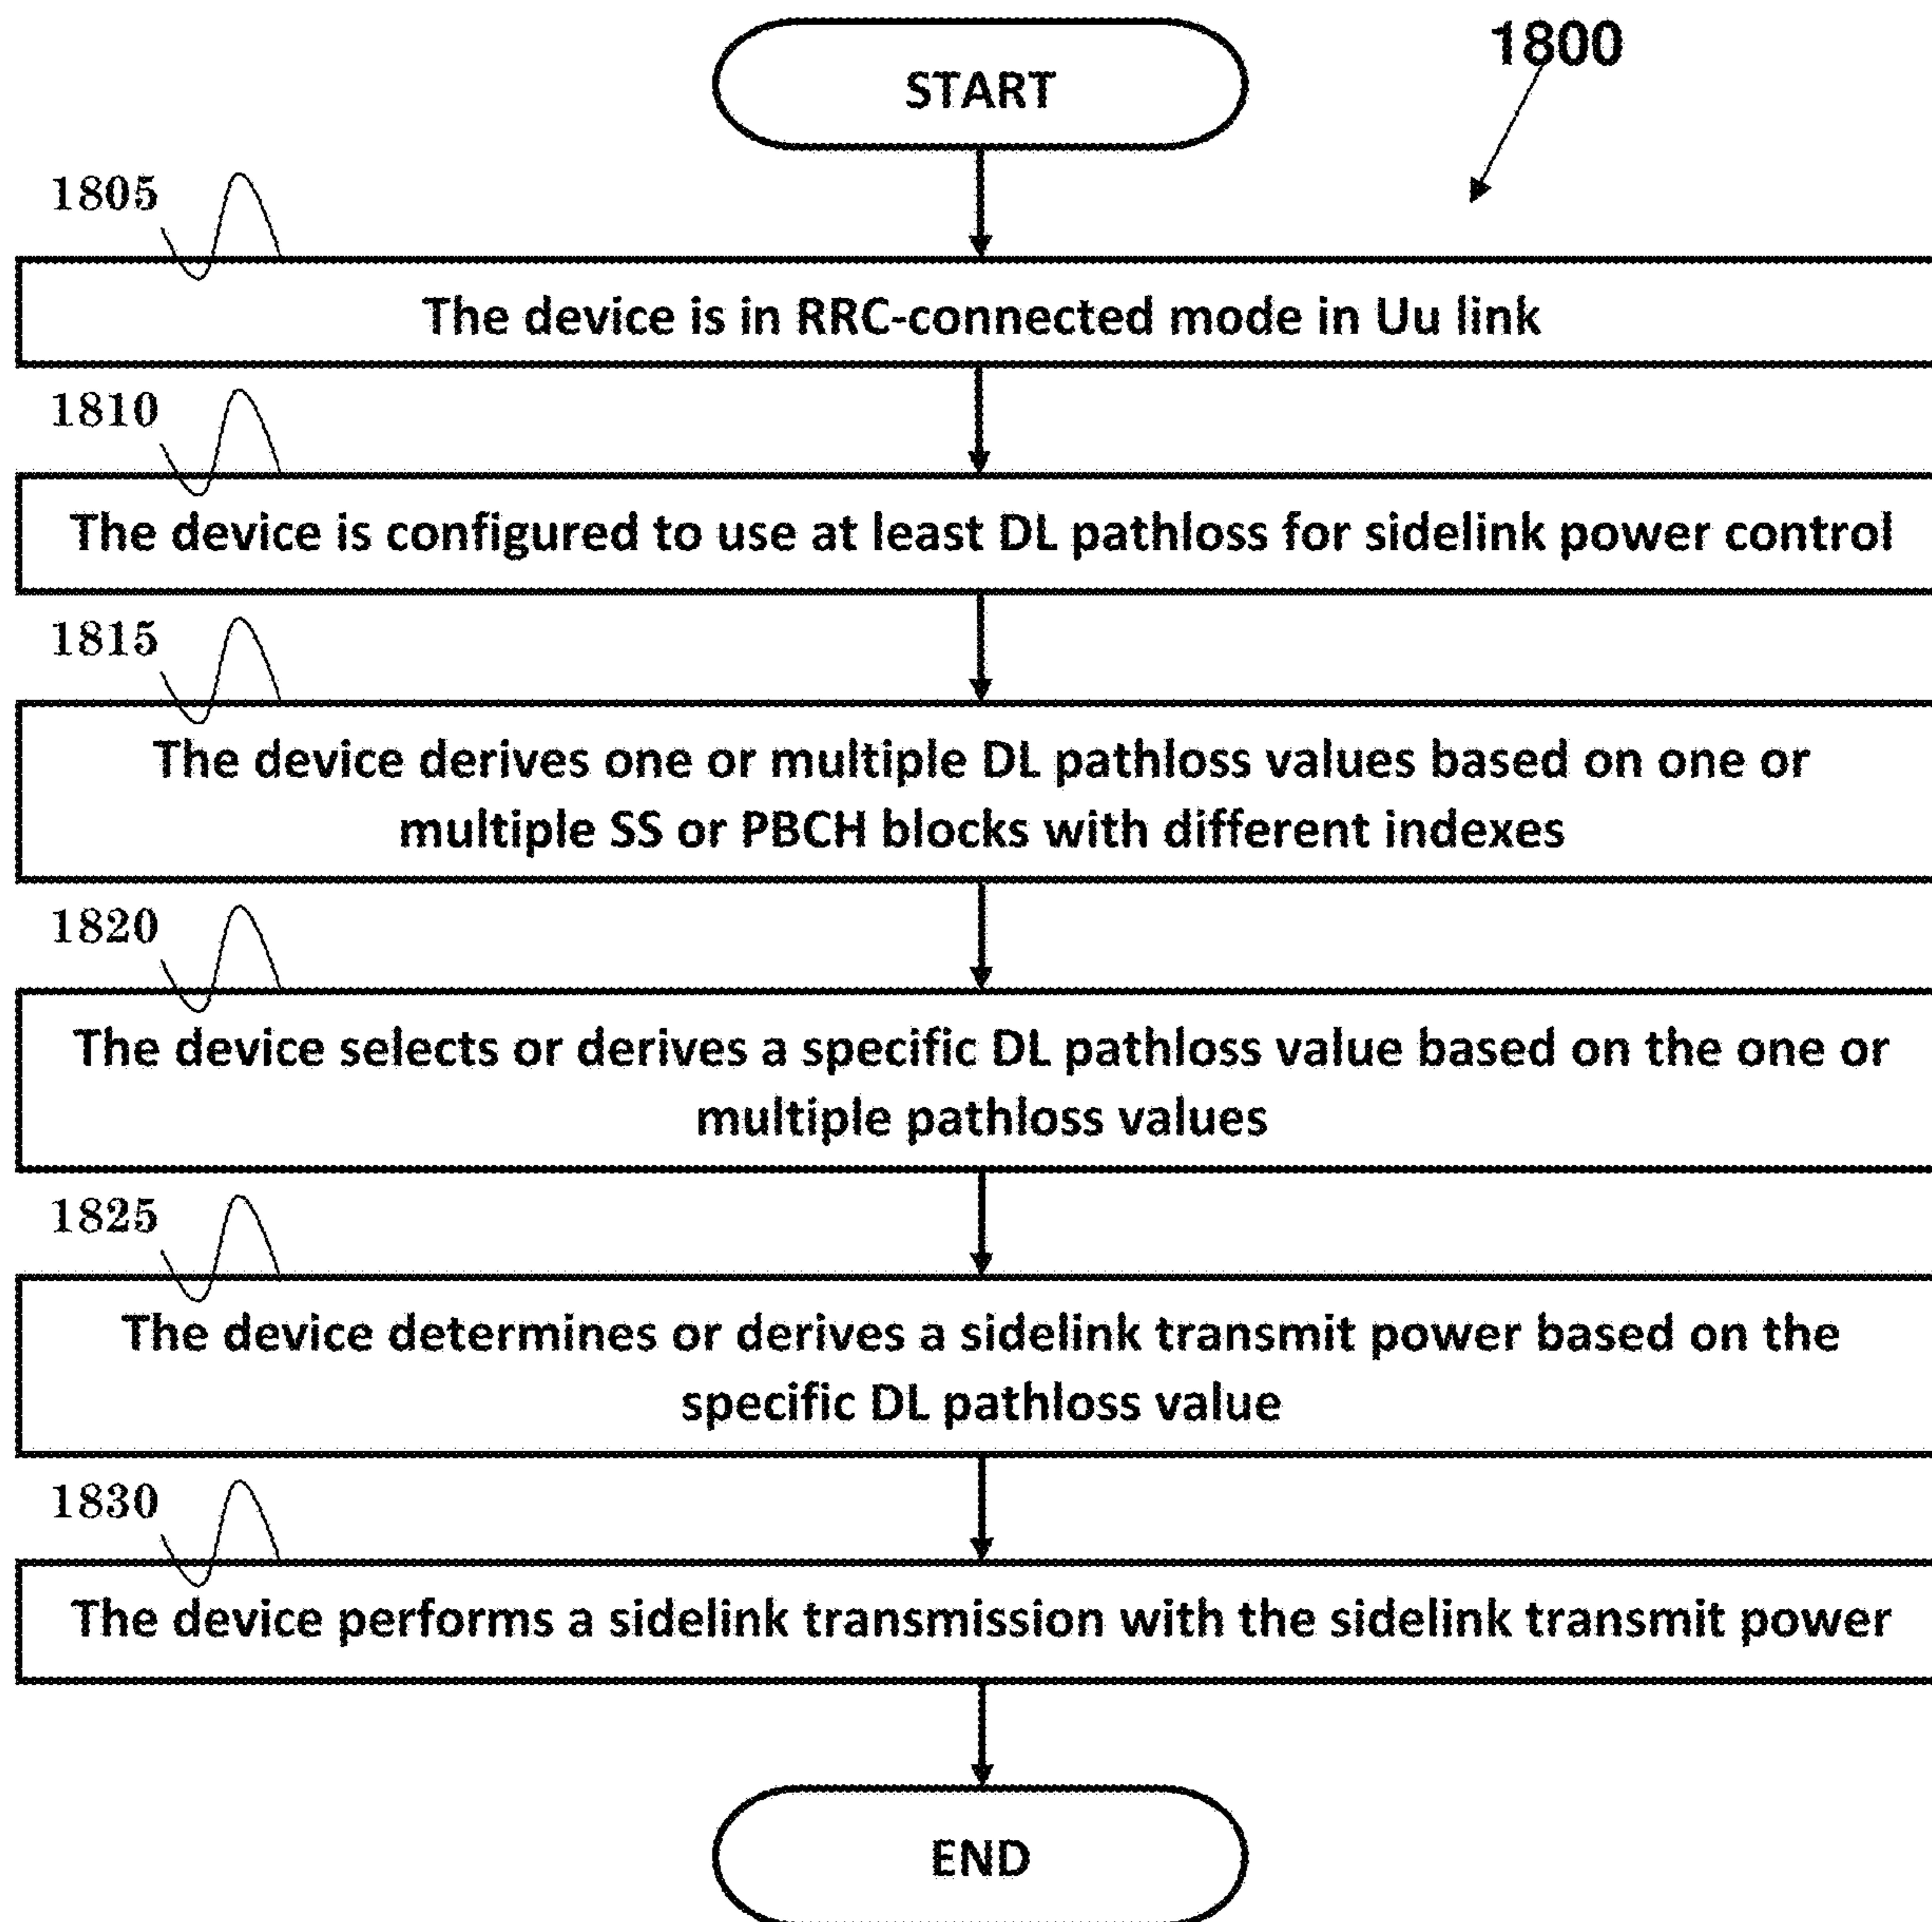 START
1800
1805
The device is in RRC-connected mode in Uu link
1810
The device is configured to use at least DL pathloss for sidelink power control
1815
The device derives one or multiple DL pathloss values based on one or
multiple SS or PBCH blocks with different indexes
1820
The device selects or derives a specific DL pathloss value based on the one or
multiple pathloss values
1825
The device determines or derives a sidelink transmit power based on the
specific DL pathloss value
1830
The device performs a sidelink transmission with the sidelink transmit power
END